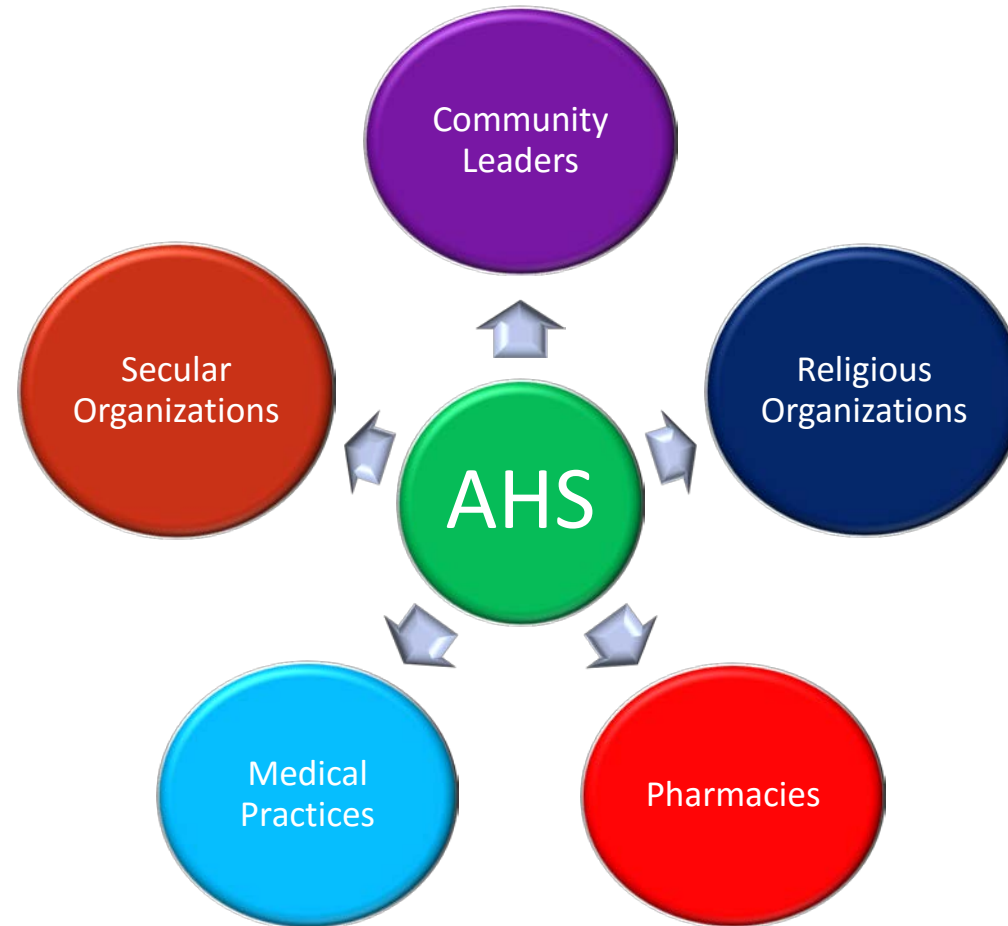 Community
Leaders
Secular
Organizations
Religious
Organizations
AHS
Medical
Practices
Pharmacies